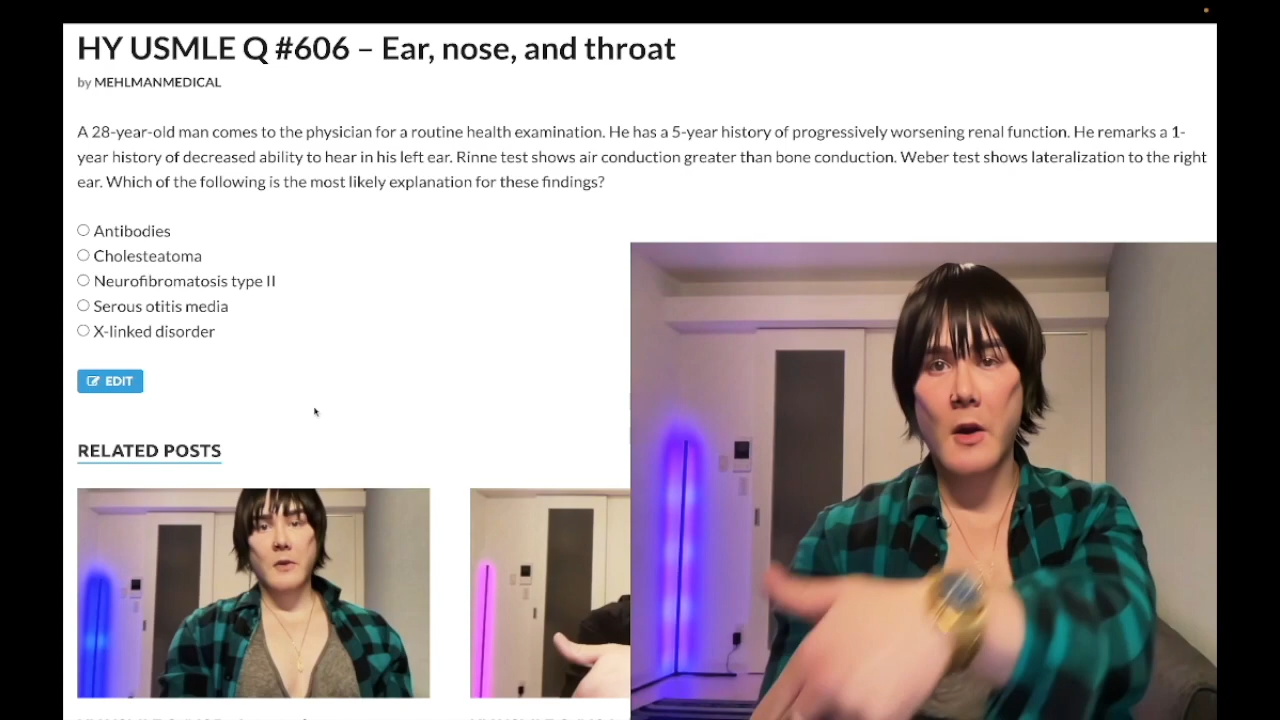 HY USMLE Q #606 – Ear, nose, and throat
by MEHLMANMEDICAL
A 28-year-old man comes to the physician for a routine health examination. He has a 5-year history of progressively worsening renal function. He remarks a 1-
year history of decreased ability to hear in his left ear. Rinne test shows air conduction greater than bone conduction. Weber test shows lateralization to the right
ear. Which of the following is the most likely explanation for these findings?
Antibodies
Cholesteatoma
Neurofibromatosis type II
Serous otitis media
X-linked disorder
EDIT
RELATED POSTS